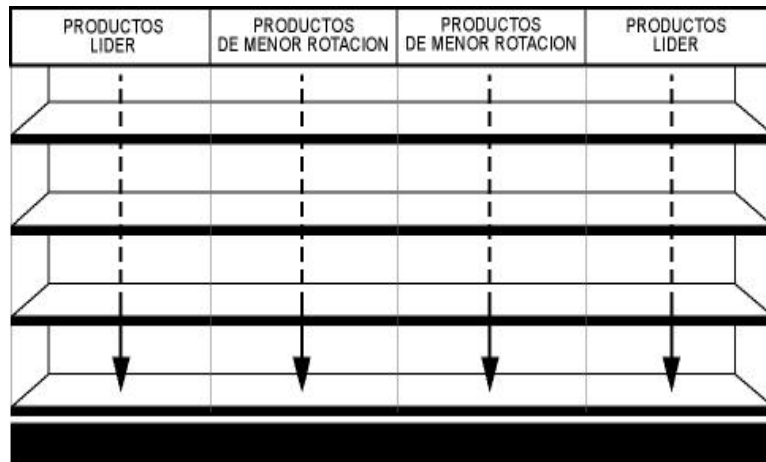 PRODUCTOS
LIDER
PRODUCTOS
DE MENOR ROTACION
PRODUCTOS
DE MENOR ROTACION
PRODUCTOS
LIDER